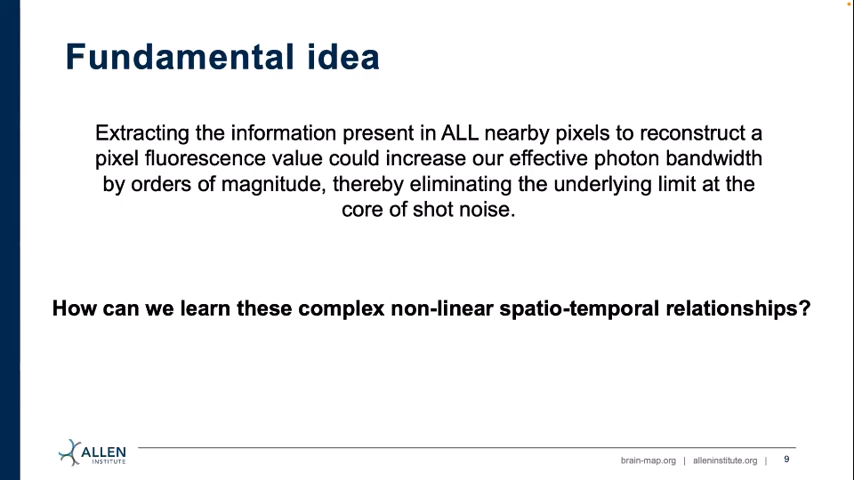 Fundamental idea
Extracting the information present in ALL nearby pixels to reconstruct a
pixel fluorescence value could increase our effective photon bandwidth
by orders of magnitude, thereby eliminating the underlying limit at the
core of shot noise.
How can we learn these complex non-linear spatio-temporal relationships?
ALLEN
INSTITUTE
brain-map.org | alleninstitute.org | 9